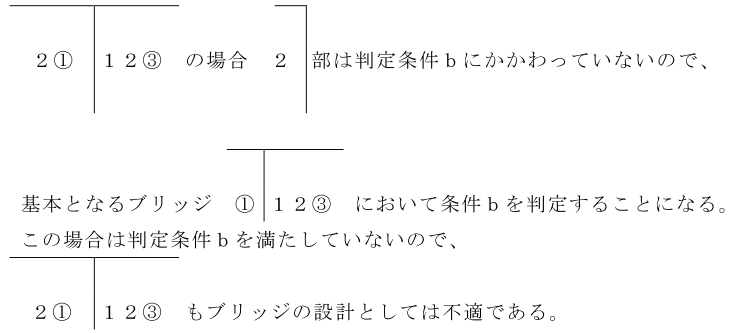 ２① １２③ の場合 ２ 部は判定条件ｂにかかわっていないので、
基本となるブリッジ ① １２③ において条件ｂを判定することになる。
この場合は判定条件ｂを満たしていないので、
２① １２③ もブリッジの設計としては不適である。